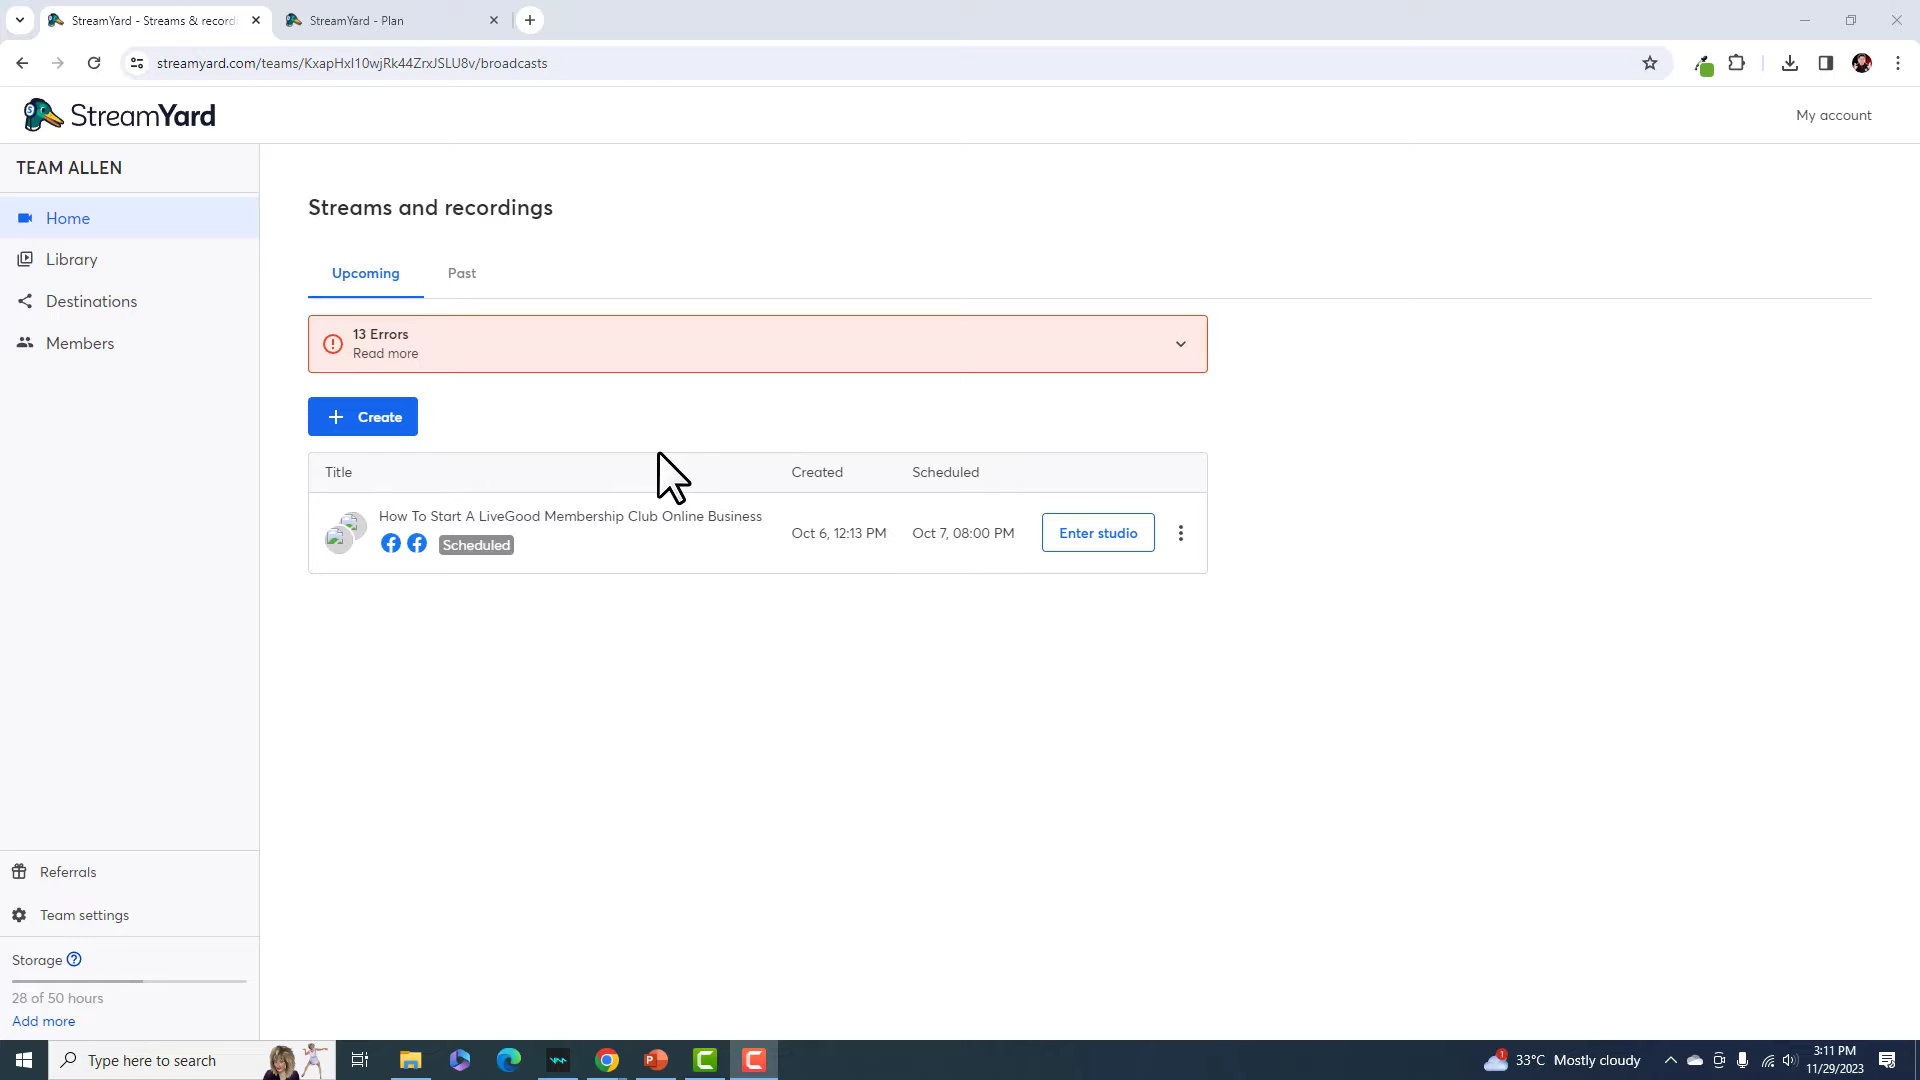 StreamYard - Streams & record
StreamYard - Plan
streamyard.com/teams/KxapHxI10wjRk44ZrxJSLU8v/broadcasts
StreamYard
My account
TEAM ALLEN
Home
Library
Destinations
Members
Streams and recordings
Upcoming
Past
13 Errors
Read more
Create
Title
Created
Scheduled
How To Start A LiveGood Membership Club Online Business
Scheduled
Oct 6, 12:13 PM
Oct 7, 08:00 PM
Enter studio
Referrals
Team settings
Storage
28 of 50 hours
Add more
Type here to search
1
33°C Mostly cloudy
3:11 PM
11/29/2023